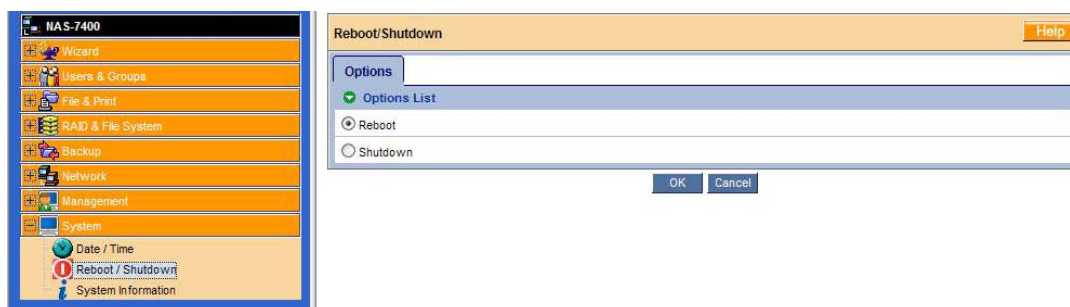 NAS-7400
Wizard
Users & Groups
File & Print
RAID & File System
Backup
Network
Management
System
Date / Time
Reboot / Shutdown
System Information
Reboot/Shutdown
Help
Options
Options List
Reboot
Shutdown
OK Cancel